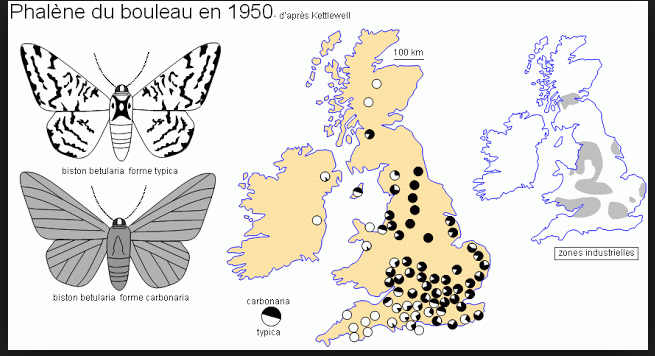 Phalène du bouleau en 1950 - d'après Kettlewell
100 km
biston betularia forme typica
biston betularia forme carbonaria
carbonaria
typica
zones industrielles